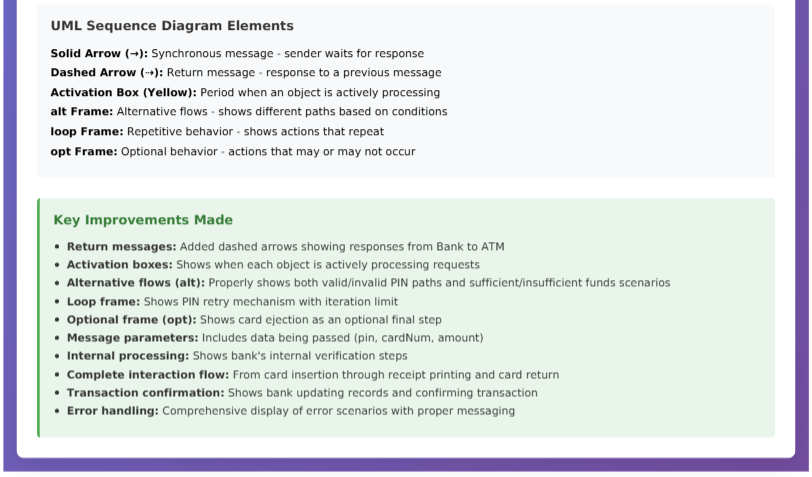 UML Sequence Diagram Elements
Solid Arrow (→): Synchronous message - sender waits for response
Dashed Arrow (⇢): Return message - response to a previous message
Activation Box (Yellow): Period when an object is actively processing
alt Frame: Alternative flows - shows different paths based on conditions
loop Frame: Repetitive behavior - shows actions that repeat
opt Frame: Optional behavior - actions that may or may not occur
Key Improvements Made
• Return messages: Added dashed arrows showing responses from Bank to ATM
• Activation boxes: Shows when each object is actively processing requests
• Alternative flows (alt): Properly shows both valid/invalid PIN paths and sufficient/insufficient funds scenarios
• Loop frame: Shows PIN retry mechanism with iteration limit
• Optional frame (opt): Shows card ejection as an optional final step
• Message parameters: Includes data being passed (pin, cardNum, amount)
• Internal processing: Shows bank's internal verification steps
• Complete interaction flow: From card insertion through receipt printing and card return
• Transaction confirmation: Shows bank updating records and confirming transaction
• Error handling: Comprehensive display of error scenarios with proper messaging